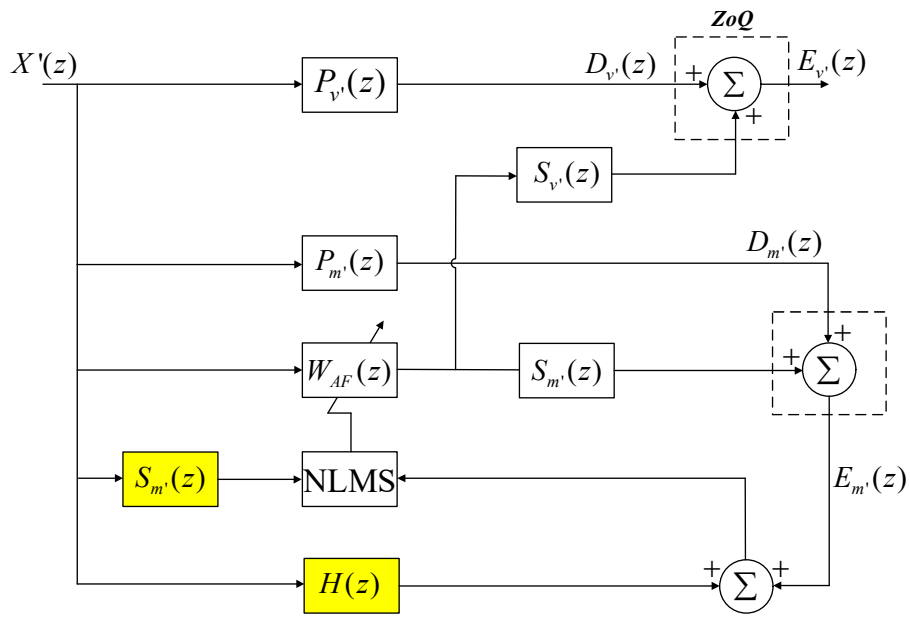 ZoQ
X'(z)
P_{v'}(z)
D_{v'}(z)
+
Σ
E_{v'}(z)
+
S_{v'}(z)
P_{m'}(z)
D_{m'}(z)
+
W_{AF}(z)
S_{m'}(z)
+
Σ
S_{m'}(z)
NLMS
E_{m'}(z)
H(z)
+
Σ
+